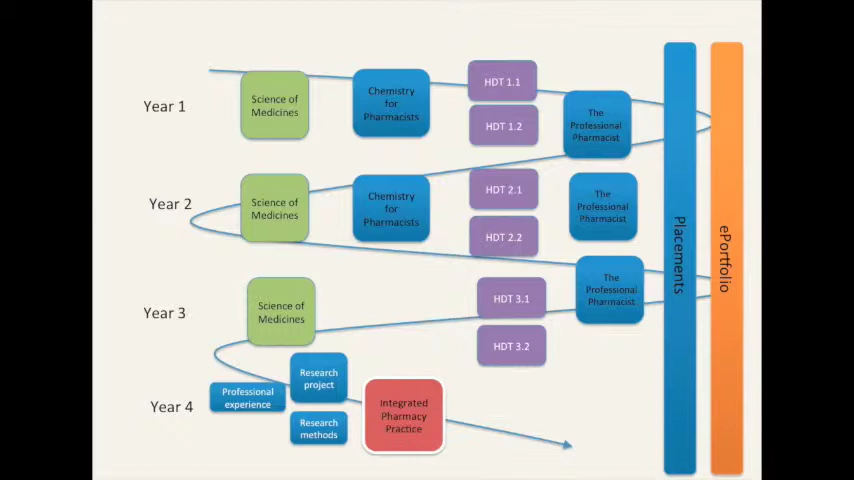 Year 1
Science of
Medicines
Chemistry
for
Pharmacists
HDT 1.1
HDT 1.2
The
Professional
Pharmacist
Year 2
Science of
Medicines
Chemistry
for
Pharmacists
HDT 2.1
HDT 2.2
The
Professional
Pharmacist
Year 3
Science of
Medicines
HDT 3.1
HDT 3.2
The
Professional
Pharmacist
Year 4
Professional
experience
Research
project
Research
methods
Integrated
Pharmacy
Practice
Placements
ePortfolio